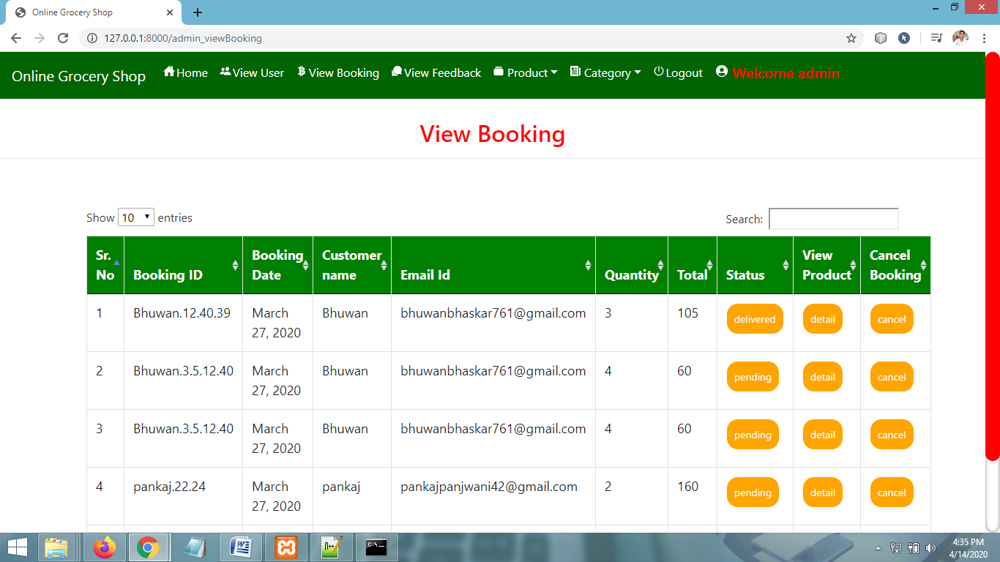 Online Grocery Shop
127.0.0.1:8000/admin_viewBooking
Online Grocery Shop Home View User View Booking View Feedback Product Category Logout Welcome admin
View Booking
Show 10 entries Search:
Sr. No Booking ID Booking Date Customer name Email Id Quantity Total Status View Product Cancel Booking
1 Bhuwan.12.40.39 March 27, 2020 Bhuwan bhuwanbhaskar761@gmail.com 3 105 delivered detail cancel
2 Bhuwan.3.5.12.40 March 27, 2020 Bhuwan bhuwanbhaskar761@gmail.com 4 60 pending detail cancel
3 Bhuwan.3.5.12.40 March 27, 2020 Bhuwan bhuwanbhaskar761@gmail.com 4 60 pending detail cancel
4 pankaj.22.24 March 27, 2020 pankaj pankajpanjwani42@gmail.com 2 160 pending detail cancel
4:35 PM
4/14/2020